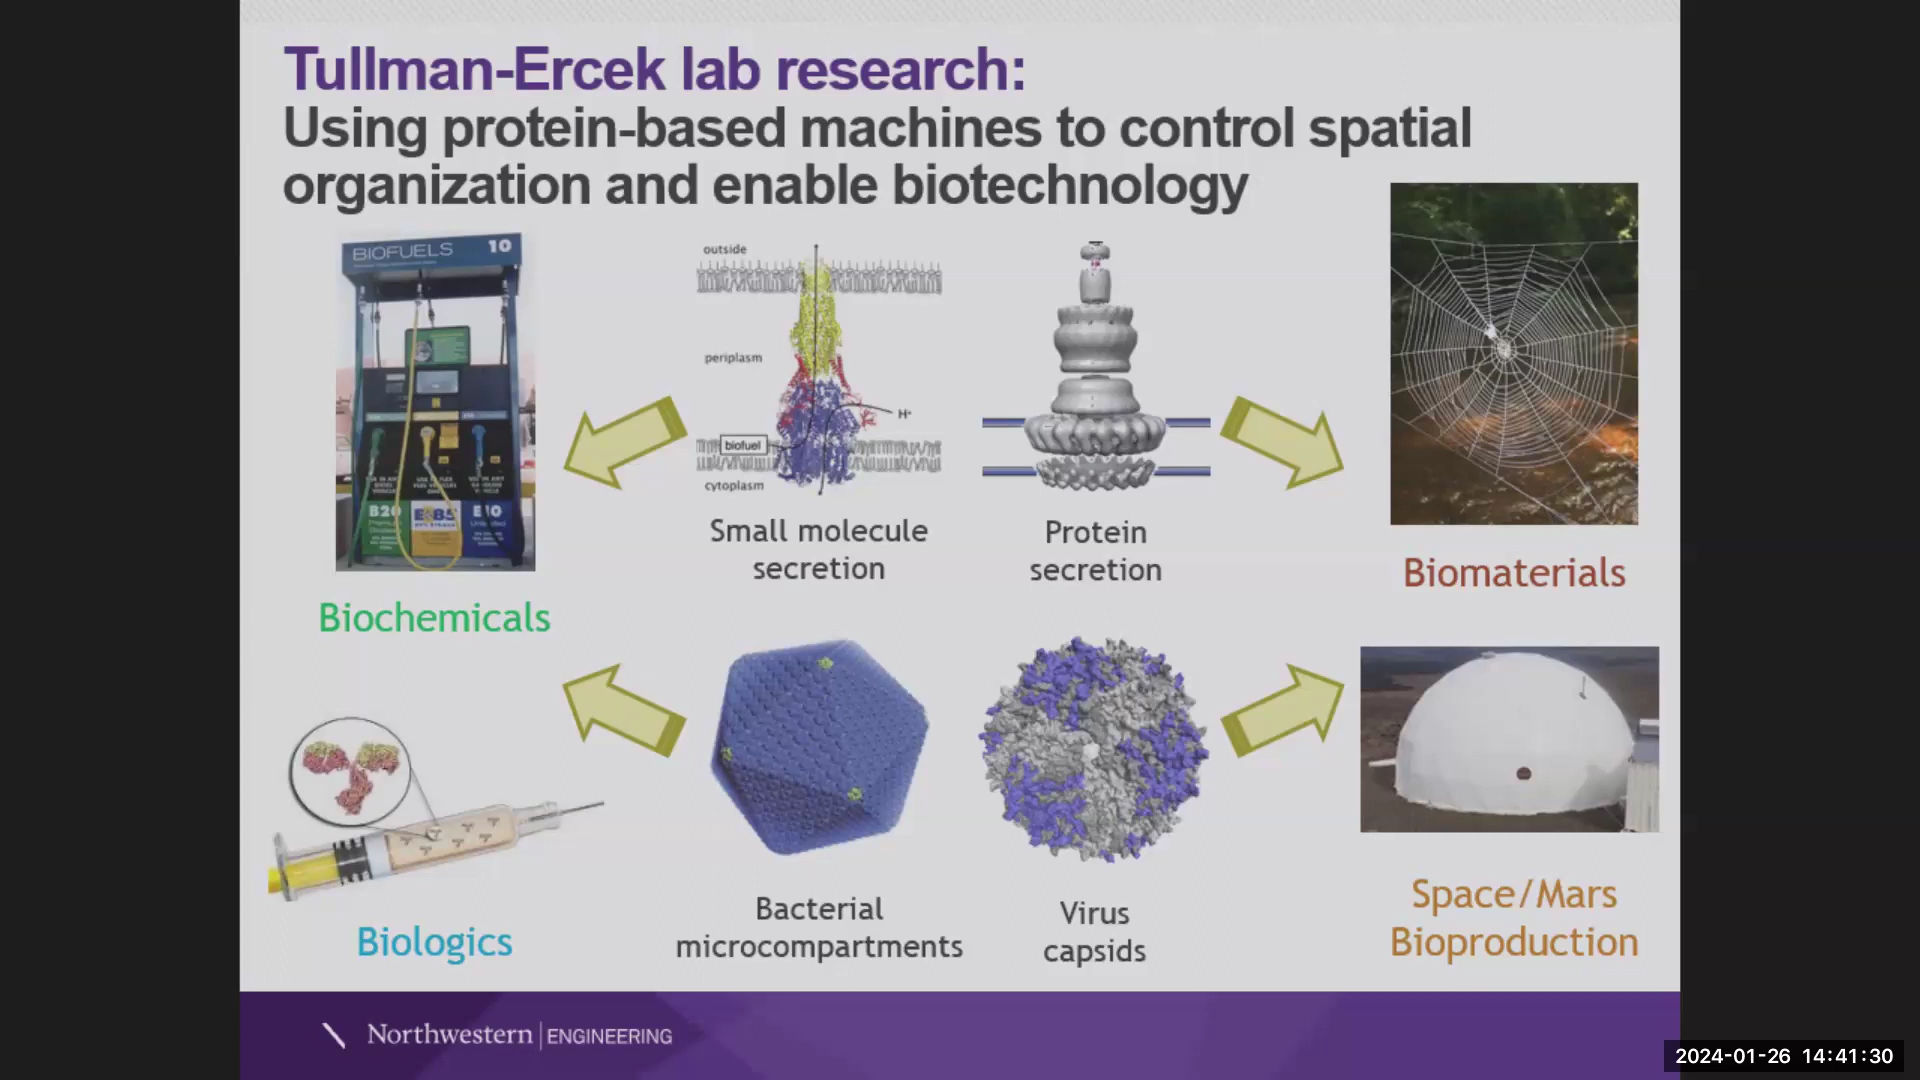 Tullman-Ercek lab research:
Using protein-based machines to control spatial
organization and enable biotechnology
BIOFUELS 10
B20
E85
E10
Biochemicals
outside
periplasm
H+
biofuel
cytoplasm
Small molecule
secretion
Protein
secretion
Biomaterials
Biologics
Bacterial
microcompartments
Virus
capsids
Space/Mars
Bioproduction
Northwestern | ENGINEERING
2024-01-26 14:41:30